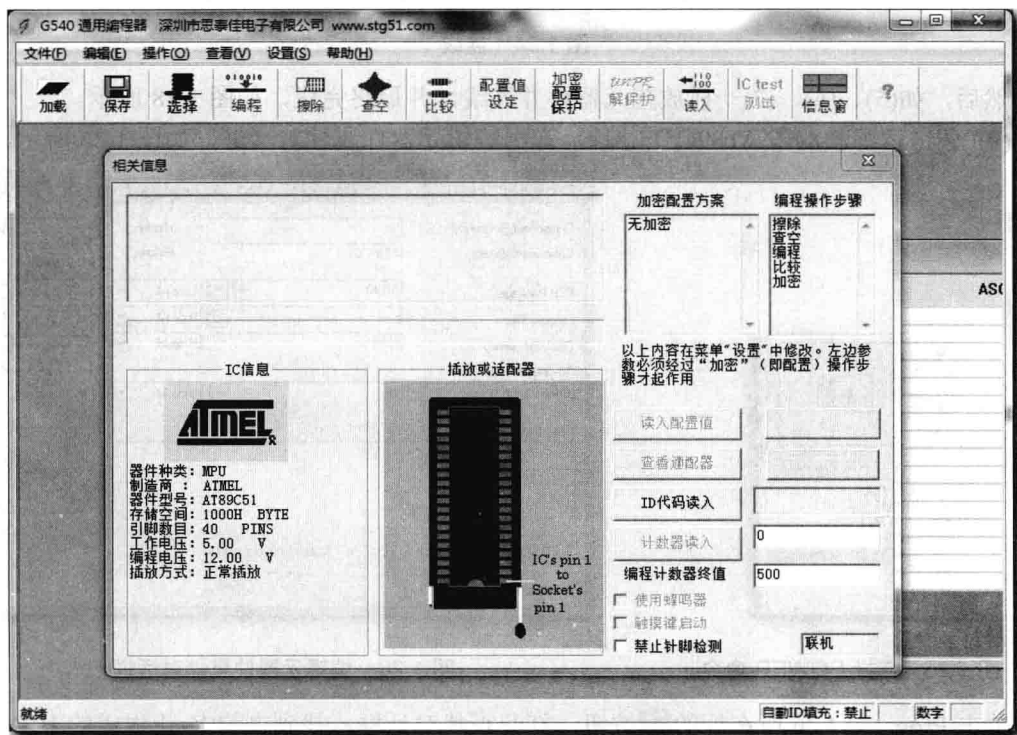 G540 通用编程器 深圳市思泰佳电子有限公司 www.stg51.com
文件(F) 编辑(E) 操作(O) 查看(V) 设置(S) 帮助(H)
加载 保存 选择 编程 擦除 查空 比较 配置值设定 加密配置保护 UNPR 解保护 读入 IC test 测试 信息窗 ?
相关信息
加密配置方案
无加密
编程操作步骤
擦除
查空
编程
比较
加密
ASC
以上内容在菜单"设置"中修改。左边参
数必须经过"加密"(即配置)操作步
骤才起作用
IC信息
ATMEL
器件种类: MPU
制造商 : ATMEL
器件型号: AT89C51
存储空间: 1000H BYTE
引脚数目: 40 PINS
工作电压: 5.00 V
编程电压: 12.00 V
插放方式: 正常插放
插放或适配器
IC's pin 1
to
Socket's
pin 1
读入配置值
查看适配器
ID代码读入
计数器读入 0
编程计数器终值 500
使用蜂鸣器
触摸键启动
禁止针脚检测 联机
就绪 自動ID填充:禁止 数字